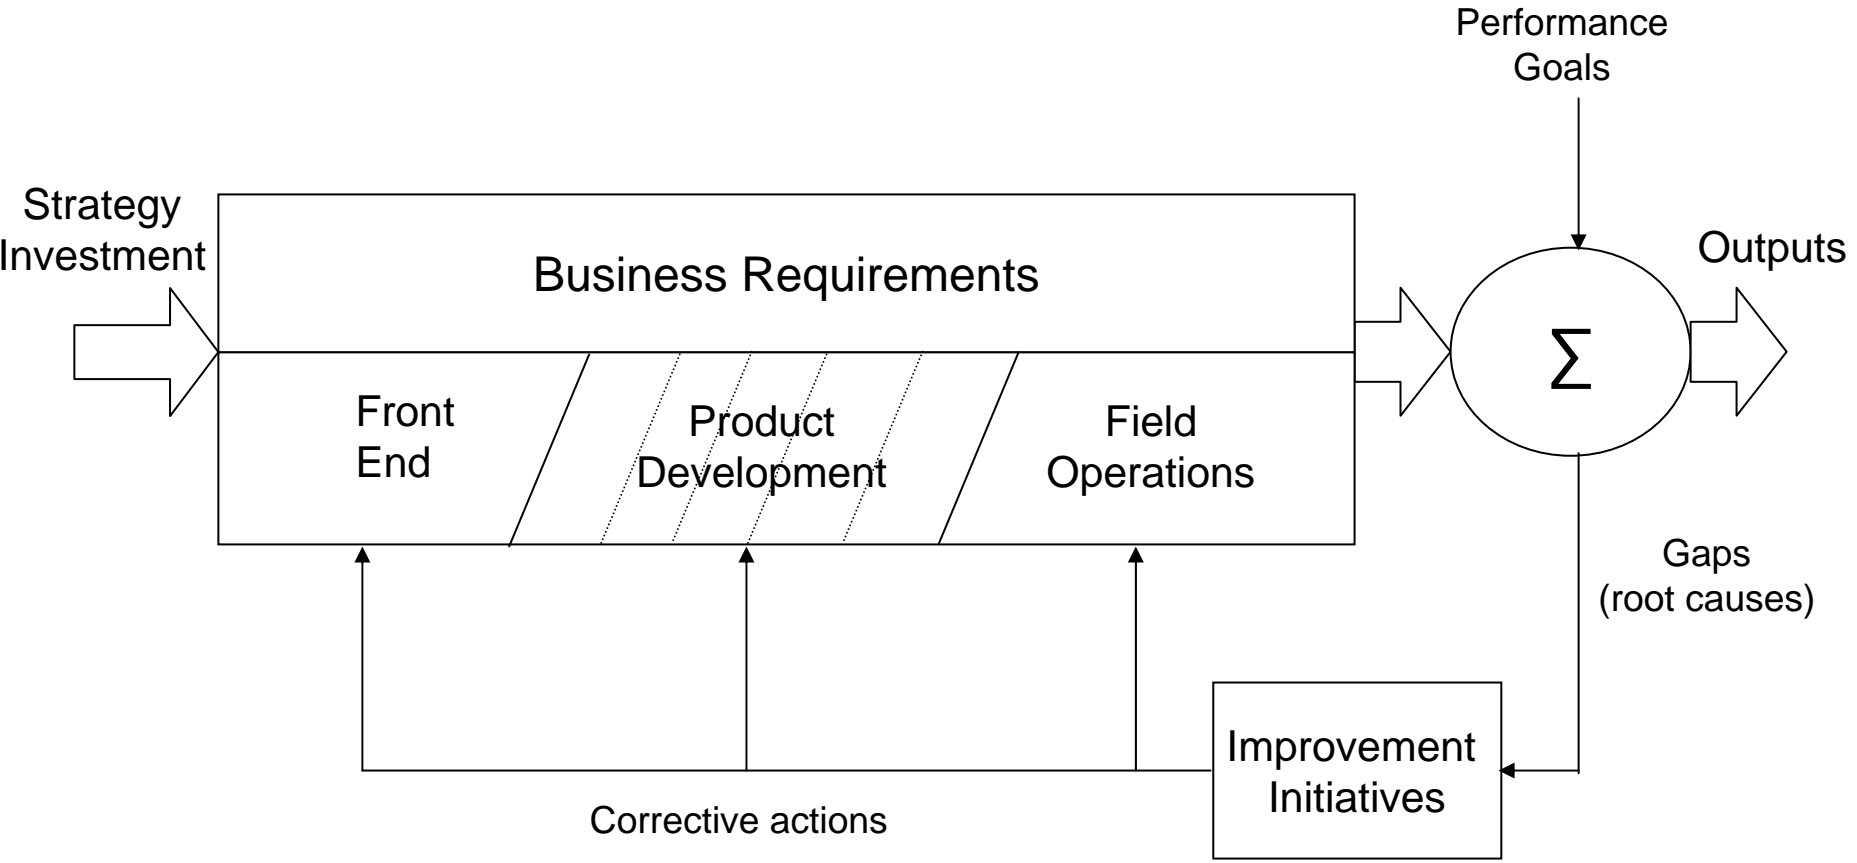 Performance
Goals
Strategy
Investment
Outputs
Business Requirements
Σ
Front
End
Product
Development
Field
Operations
Gaps
(root causes)
Improvement
Initiatives
Corrective actions